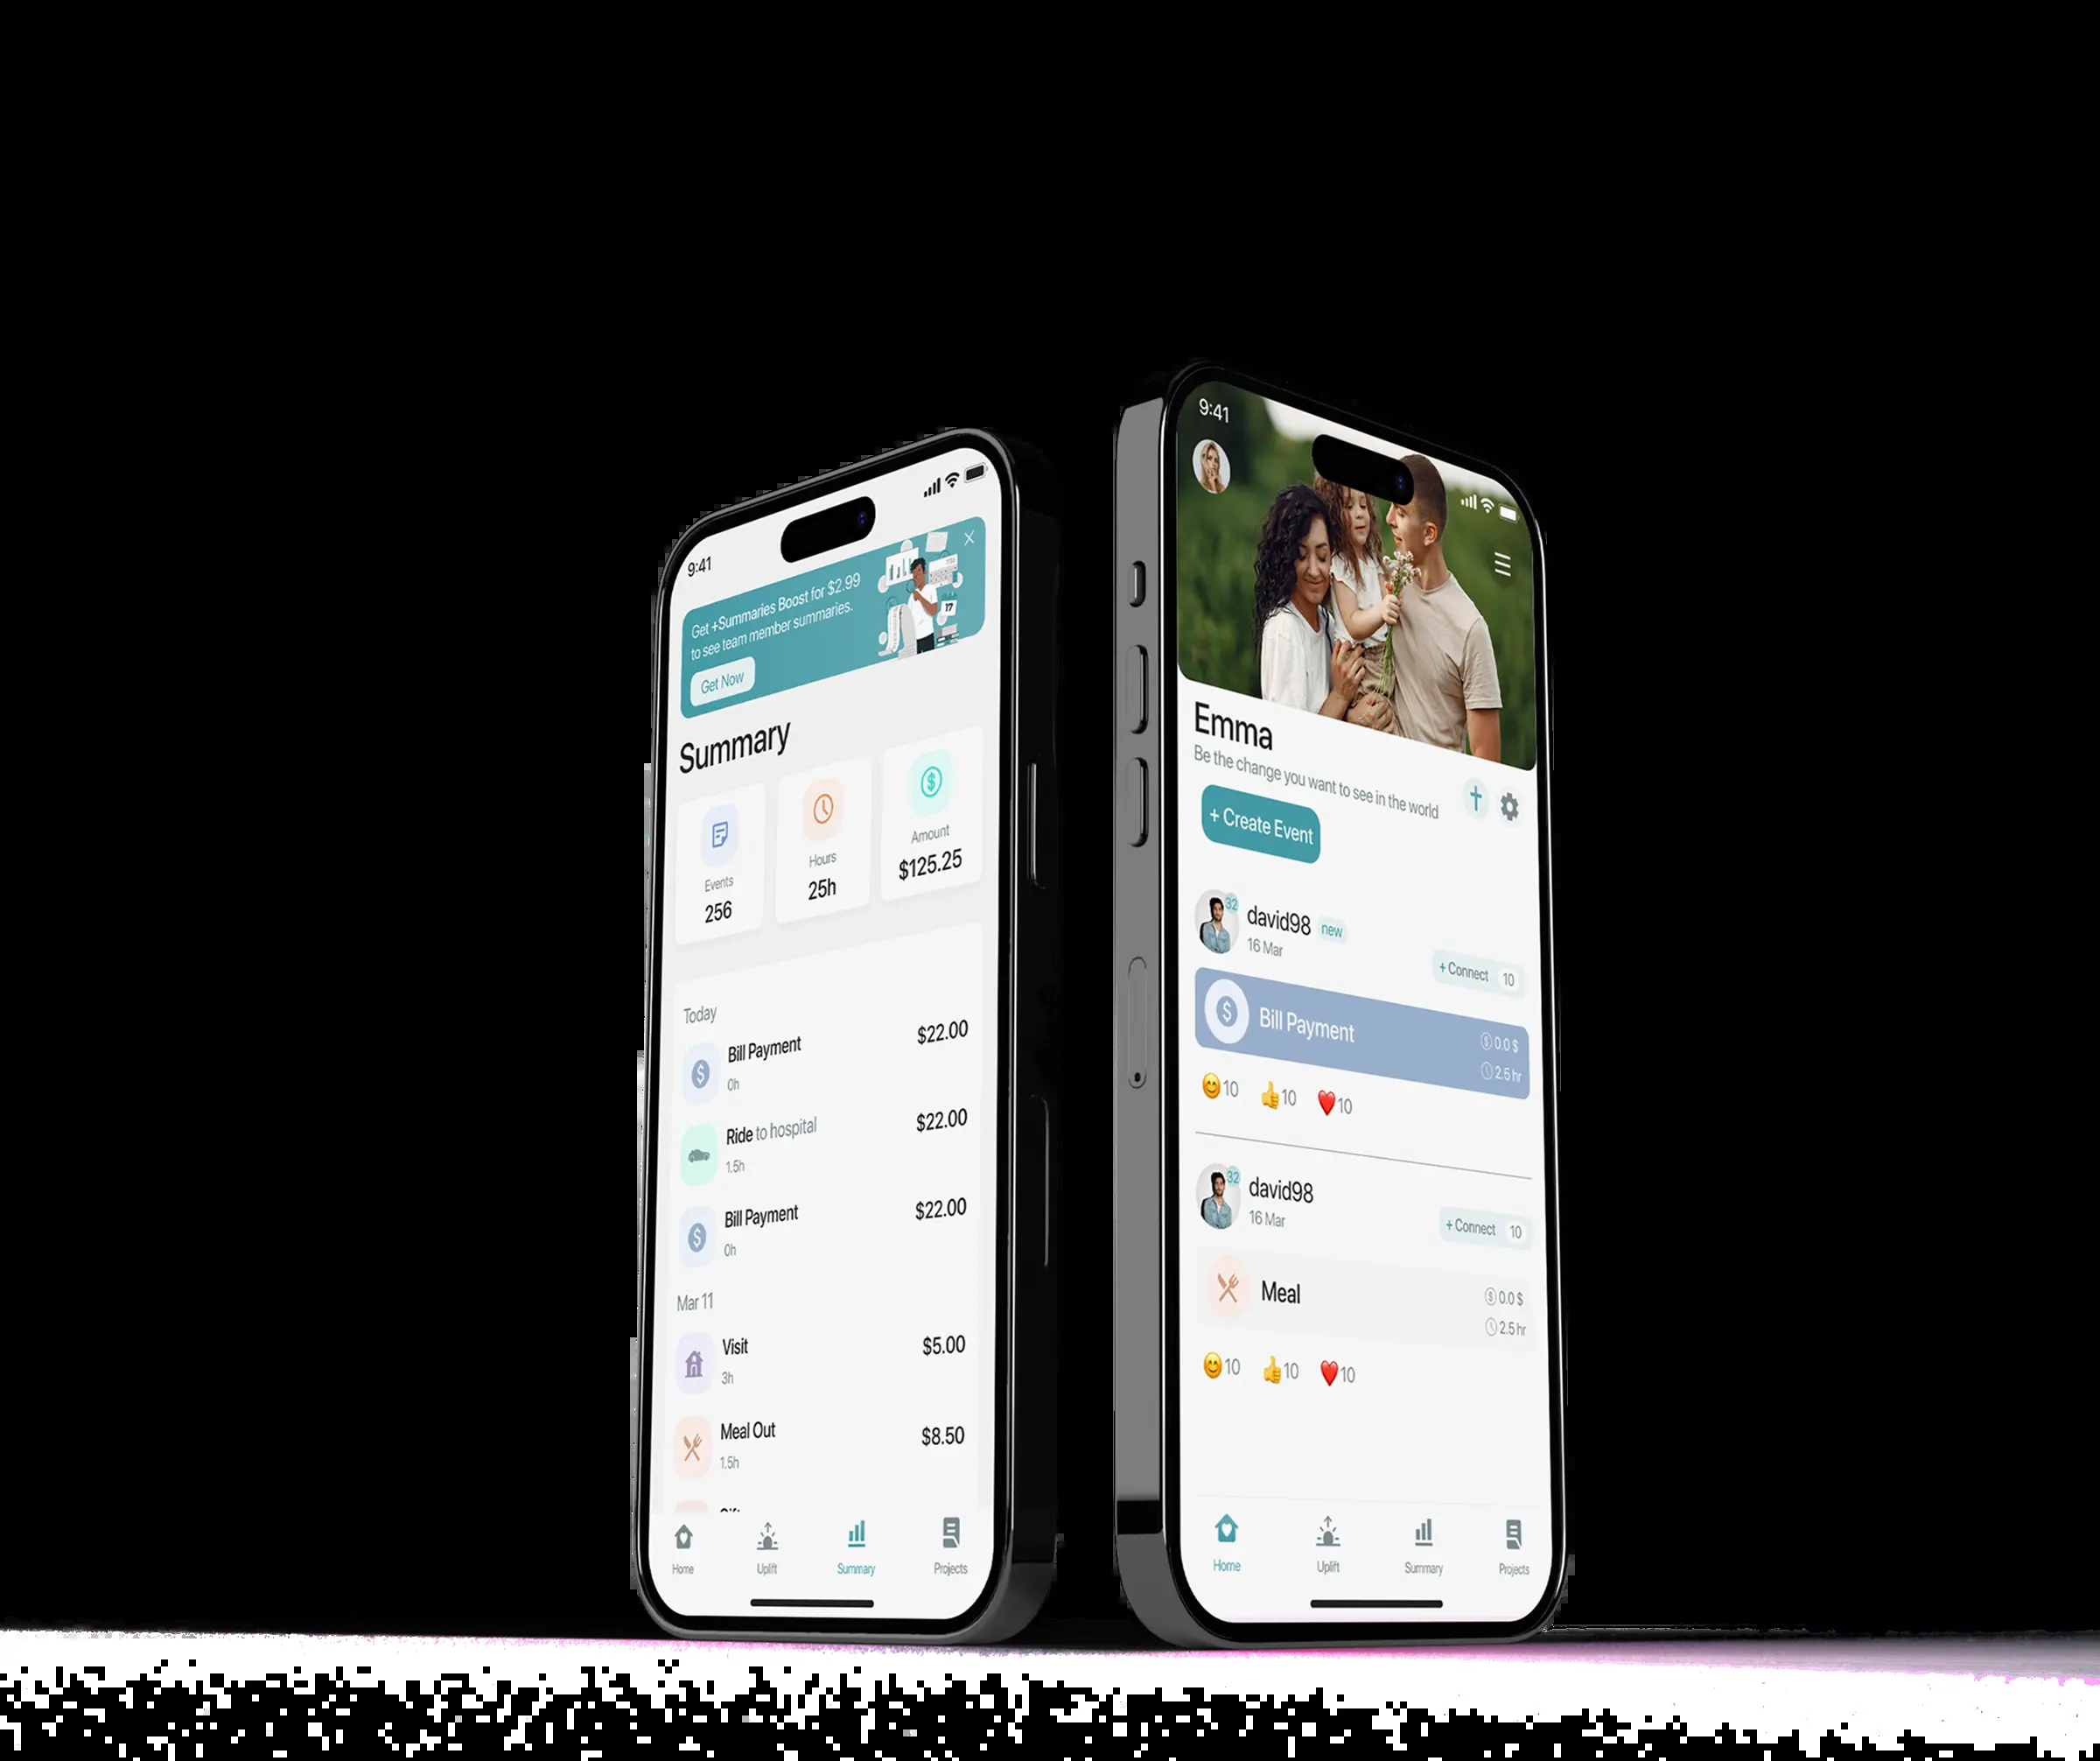 9:41
Get +Summaries Boost for $2.99
to see team member summaries.
Get Now
17
Summary
Events
256
Hours
25h
Amount
$125.25
Today
Bill Payment
0h
$22.00
Ride to hospital
1.5h
$22.00
Bill Payment
0h
$22.00
Mar 11
Visit
3h
$5.00
Meal Out
1.5h
$8.50
Home
Uplift
Summary
Projects
9:41
Emma
Be the change you want to see in the world
+ Create Event
32
david98 new
16 Mar
+ Connect 10
Bill Payment
$ 0.0 $
2.5 hr
😊 10 👍 10 ❤️ 10
32
david98
16 Mar
+ Connect 10
Meal
$ 0.0 $
2.5 hr
😊 10 👍 10 ❤️ 10
Home
Uplift
Summary
Projects